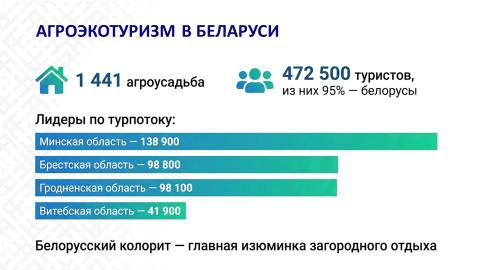 АГРОЭКОТУРИЗМ В БЕЛАРУСИ
1 441 агроусадьба
472 500 туристов,
из них 95% — белорусы
Лидеры по турпотоку:
Минская область — 138 900
Брестская область — 98 800
Гродненская область — 98 100
Витебская область — 41 900
Белорусский колорит — главная изюминка загородного отдыха